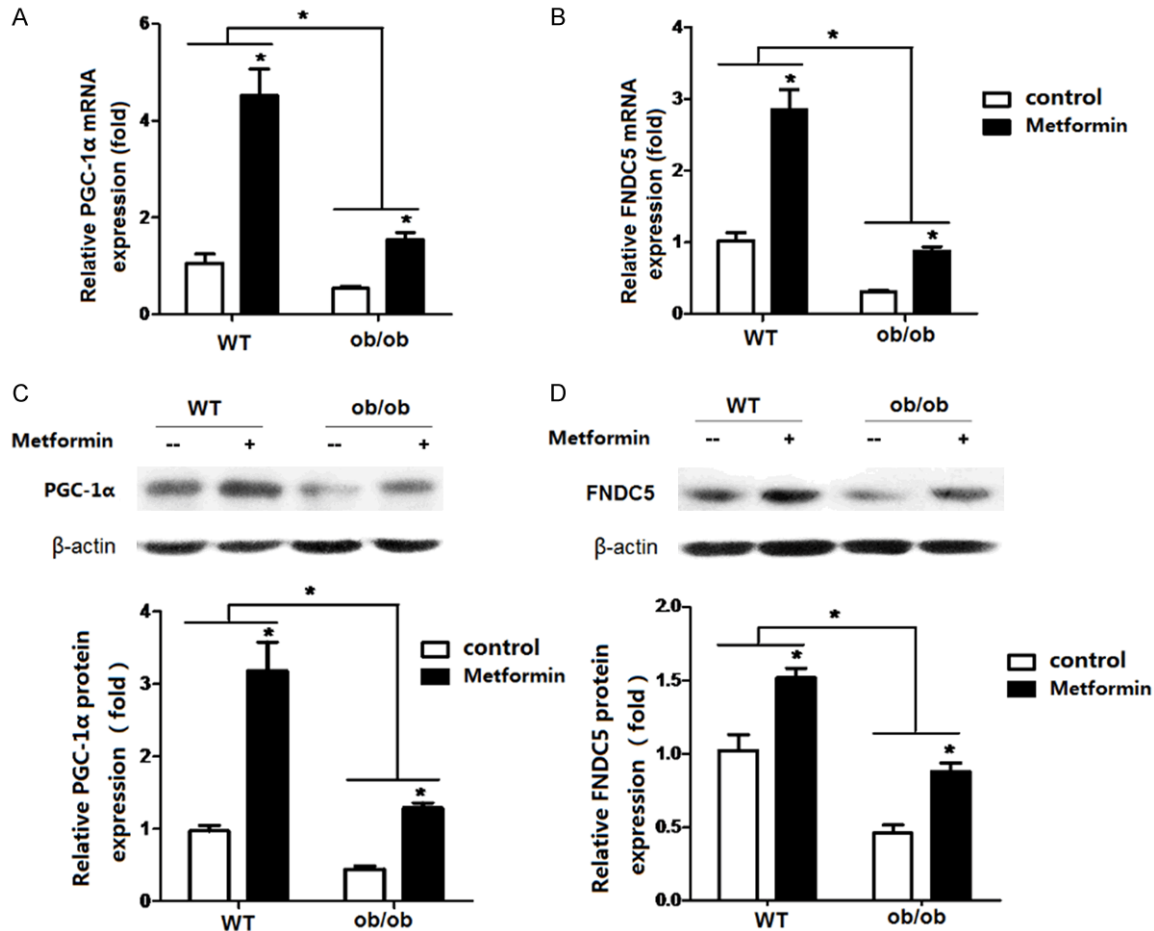 A
Relative PGC-1α mRNA
expression (fold)
6
4
2
0
*
*
*
WT
ob/ob
B
Relative FNDC5 mRNA
expression (fold)
4
3
2
1
0
*
*
*
WT
ob/ob
control
Metformin
C
WT ob/ob
Metformin -- + -- +
PGC-1α
β-actin
Relative PGC-1α protein
expression ( fold )
4
3
2
1
0
*
*
*
WT
ob/ob
control
Metformin
D
WT ob/ob
Metformin -- + -- +
FNDC5
β-actin
Relative FNDC5 protein
expression ( fold )
2.0
1.5
1.0
0.5
0.0
*
*
*
WT
ob/ob
control
Metformin